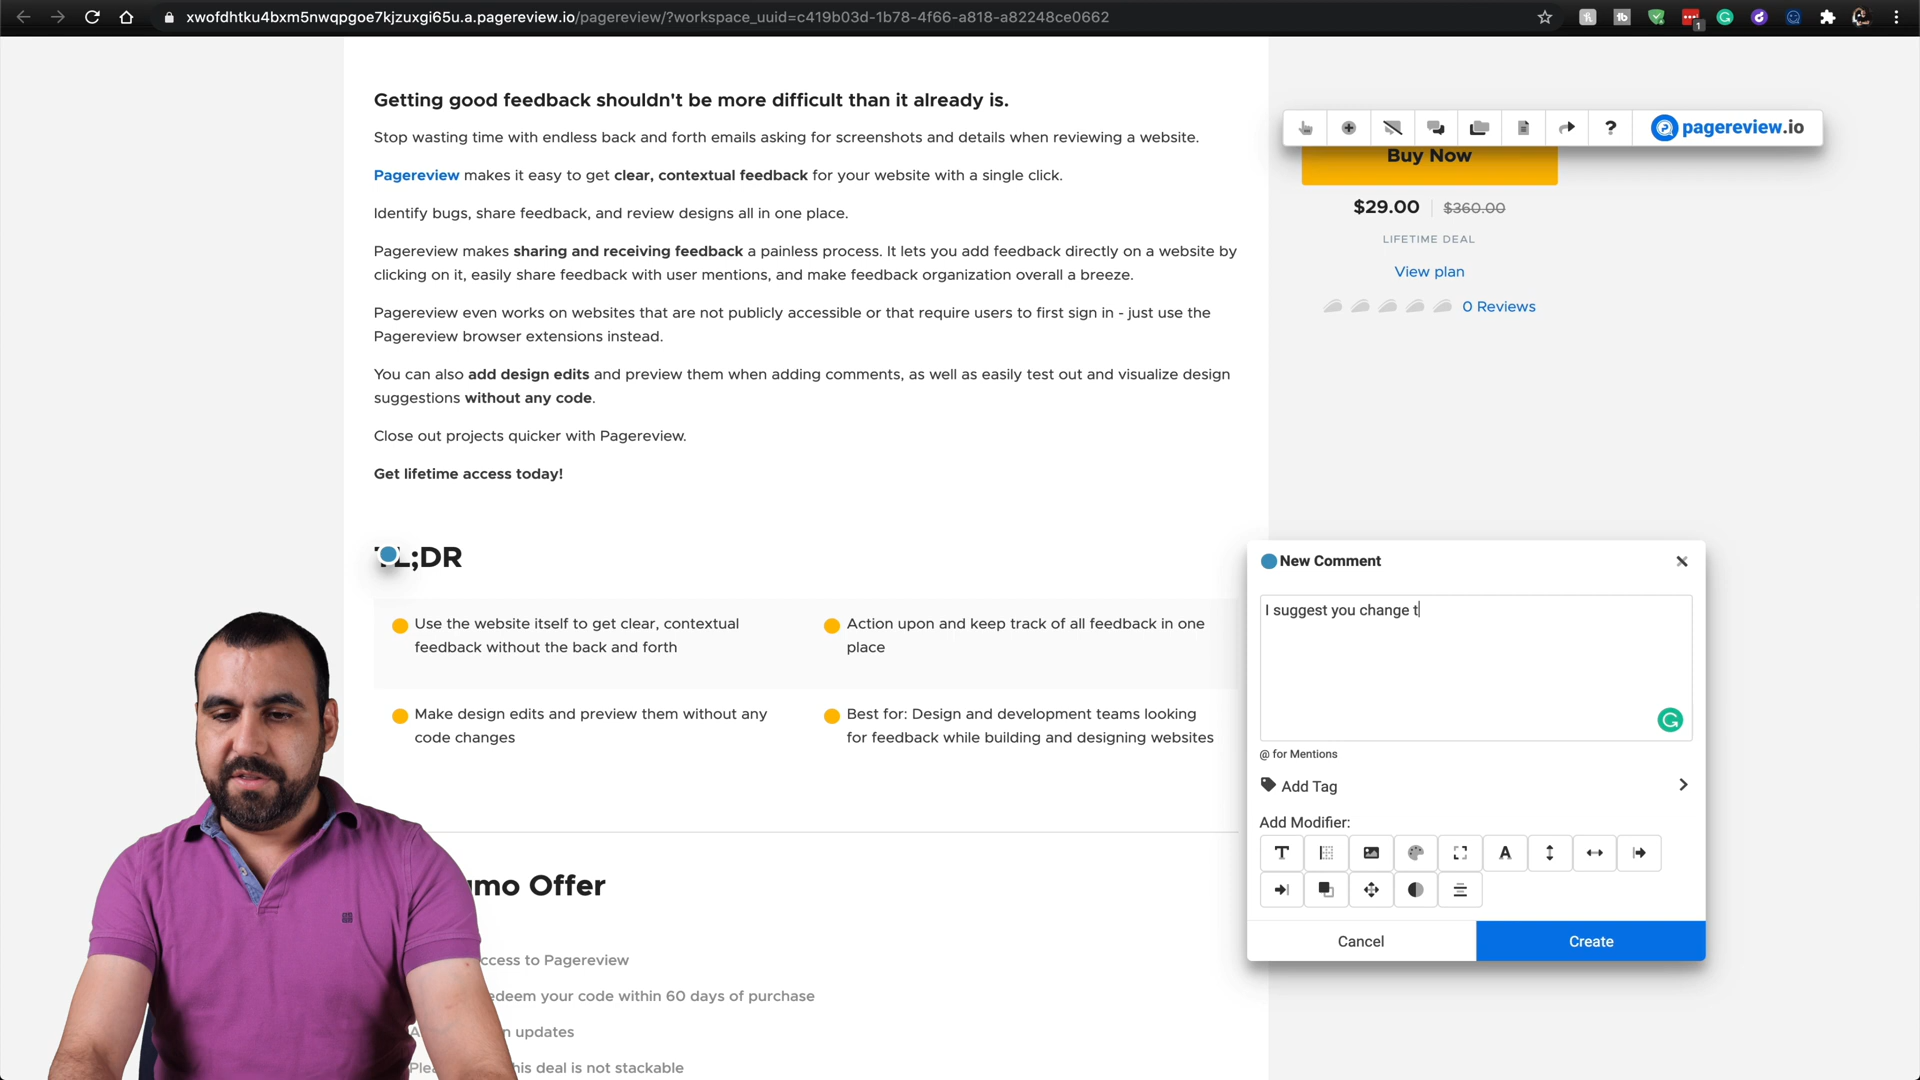 xwofdhtku4bxm5nwqpgoe7kjzuxgi65u.a.pagereview.io/pagereview/?workspace_uuid=c419b03d-1b78-4f66-a818-a82248ce0662
Getting good feedback shouldn't be more difficult than it already is.
Stop wasting time with endless back and forth emails asking for screenshots and details when reviewing a website.
Pagereview makes it easy to get clear, contextual feedback for your website with a single click.
Identify bugs, share feedback, and review designs all in one place.
Pagereview makes sharing and receiving feedback a painless process. It lets you add feedback directly on a website by
clicking on it, easily share feedback with user mentions, and make feedback organization overall a breeze.
Pagereview even works on websites that are not publicly accessible or that require users to first sign in - just use the
Pagereview browser extensions instead.
You can also add design edits and preview them when adding comments, as well as easily test out and visualize design
suggestions without any code.
Close out projects quicker with Pagereview.
Get lifetime access today!
TL;DR
Use the website itself to get clear, contextual
feedback without the back and forth
Action upon and keep track of all feedback in one
place
Make design edits and preview them without any
code changes
Best for: Design and development teams looking
for feedback while building and designing websites
mo Offer
ccess to Pagereview
edeem your code within 60 days of purchase
updates
his deal is not stackable
? pagereview.io
Buy Now
$29.00 $360.00
LIFETIME DEAL
View plan
0 Reviews
New Comment
I suggest you change t
@ for Mentions
Add Tag
Add Modifier:
Cancel
Create